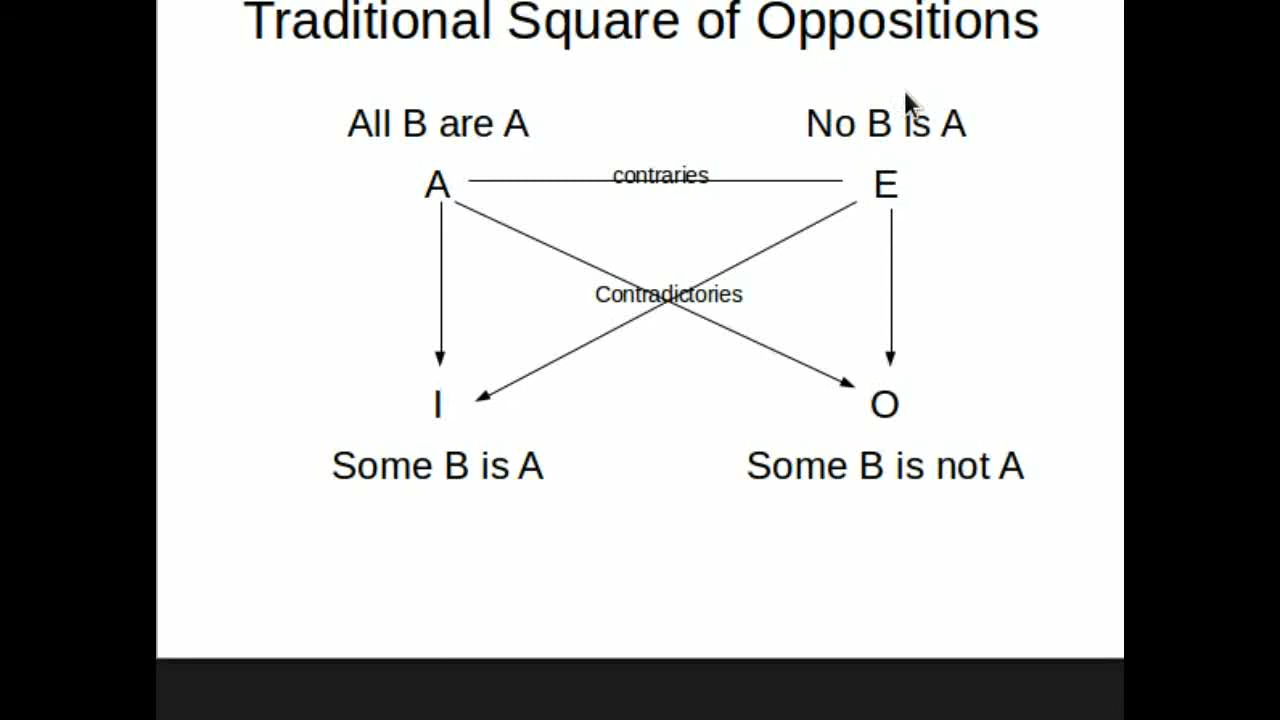 Traditional Square of Oppositions
All B are A
No B is A
A
contraries
E
Contradictories
I
O
Some B is A
Some B is not A